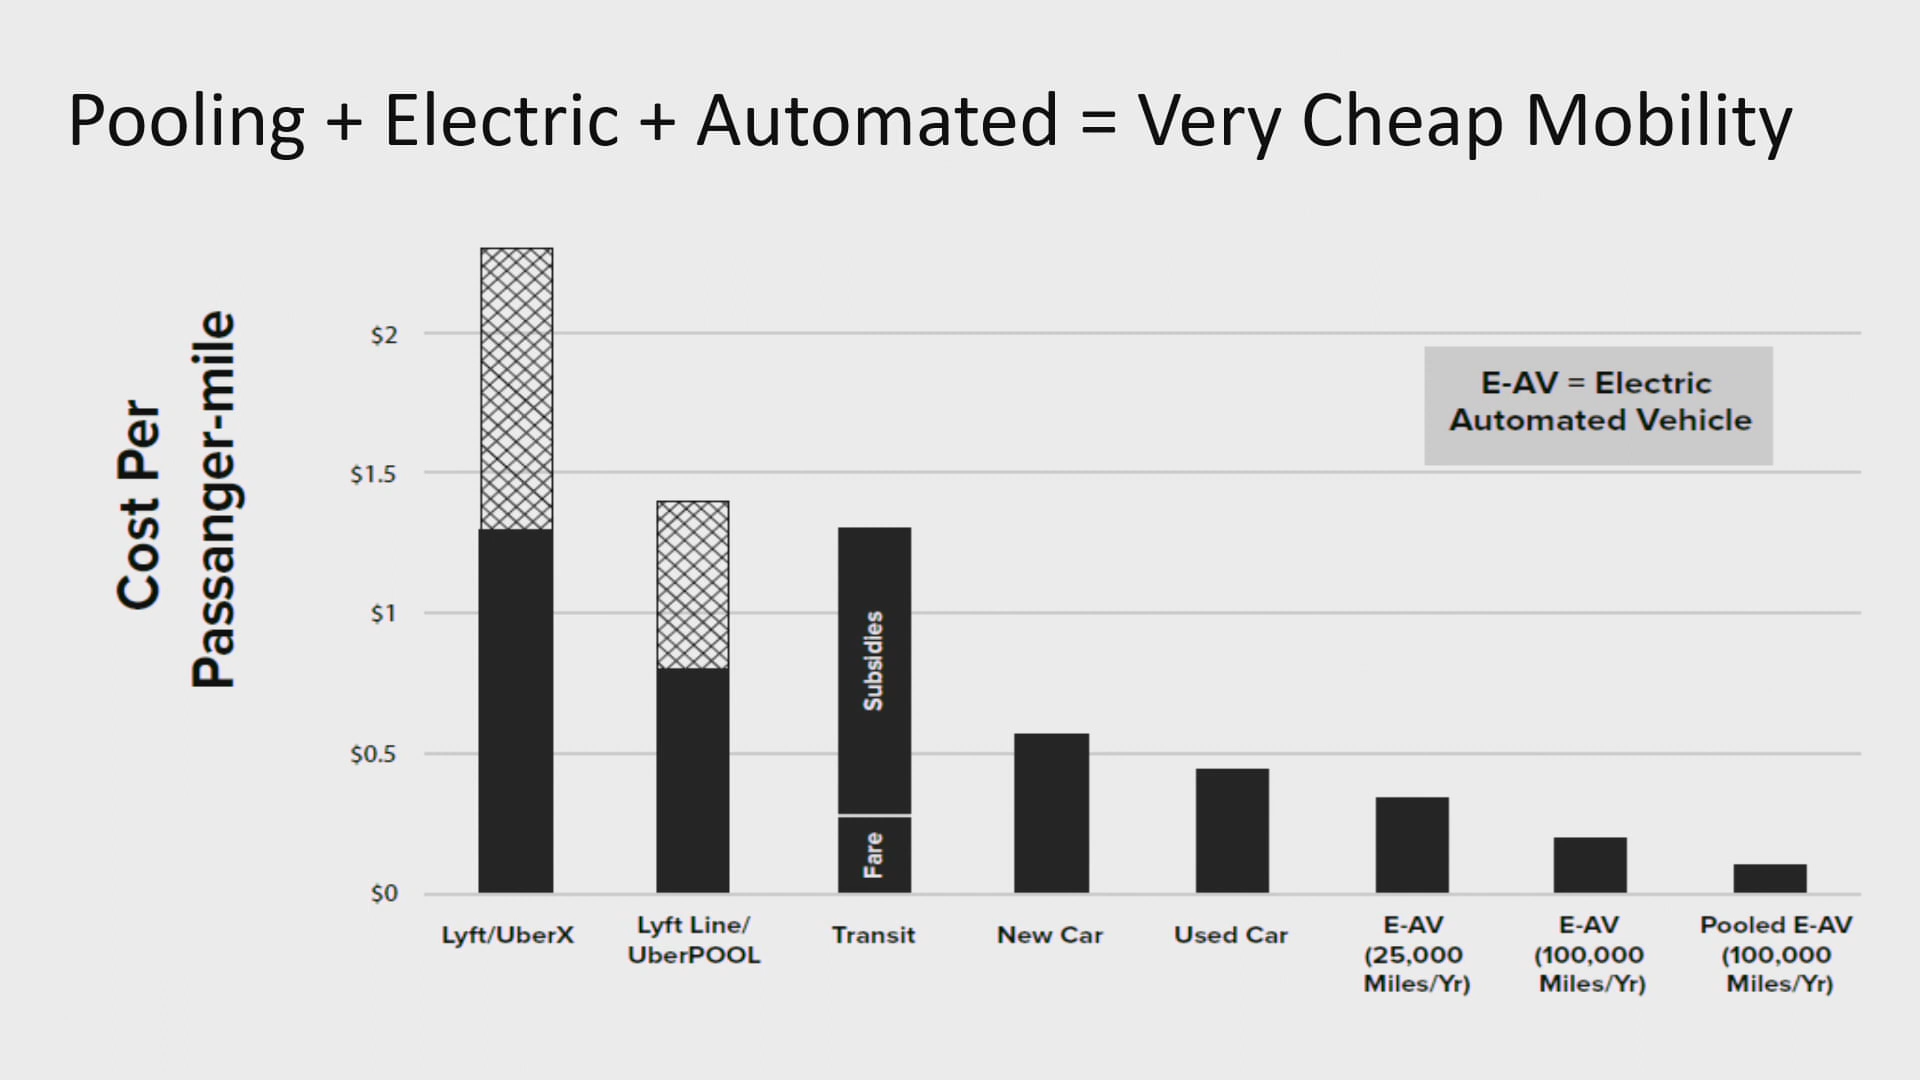 Pooling + Electric + Automated = Very Cheap Mobility
Cost Per
Passanger-mile
$2
$1.5
$1
$0.5
$0
E-AV = Electric
Automated Vehicle
Subsidies
Fare
Lyft/UberX
Lyft Line/
UberPOOL
Transit
New Car
Used Car
E-AV
(25,000
Miles/Yr)
E-AV
(100,000
Miles/Yr)
Pooled E-AV
(100,000
Miles/Yr)